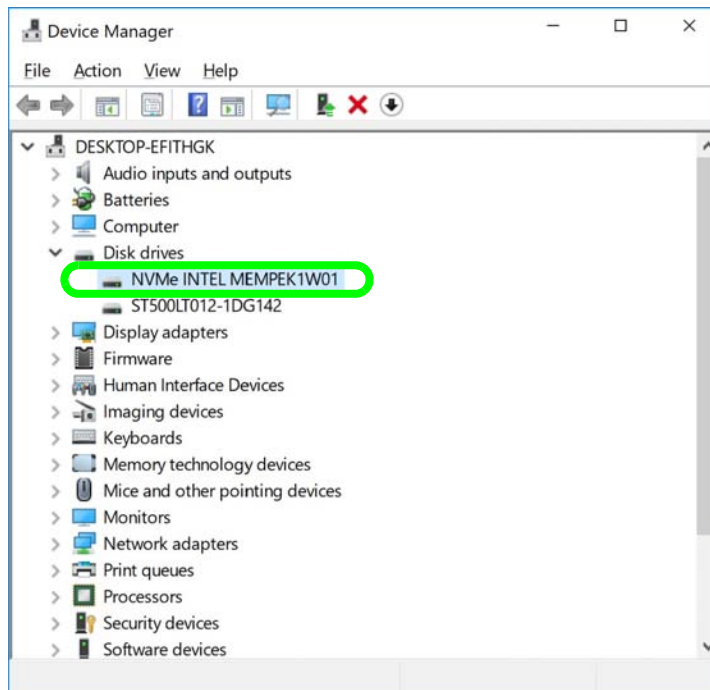 Device Manager
File Action View Help
DESKTOP-EFITHGK
Audio inputs and outputs
Batteries
Computer
Disk drives
NVMe INTEL MEMPEK1W01
ST500LT012-1DG142
Display adapters
Firmware
Human Interface Devices
Imaging devices
Keyboards
Memory technology devices
Mice and other pointing devices
Monitors
Network adapters
Print queues
Processors
Security devices
Software devices